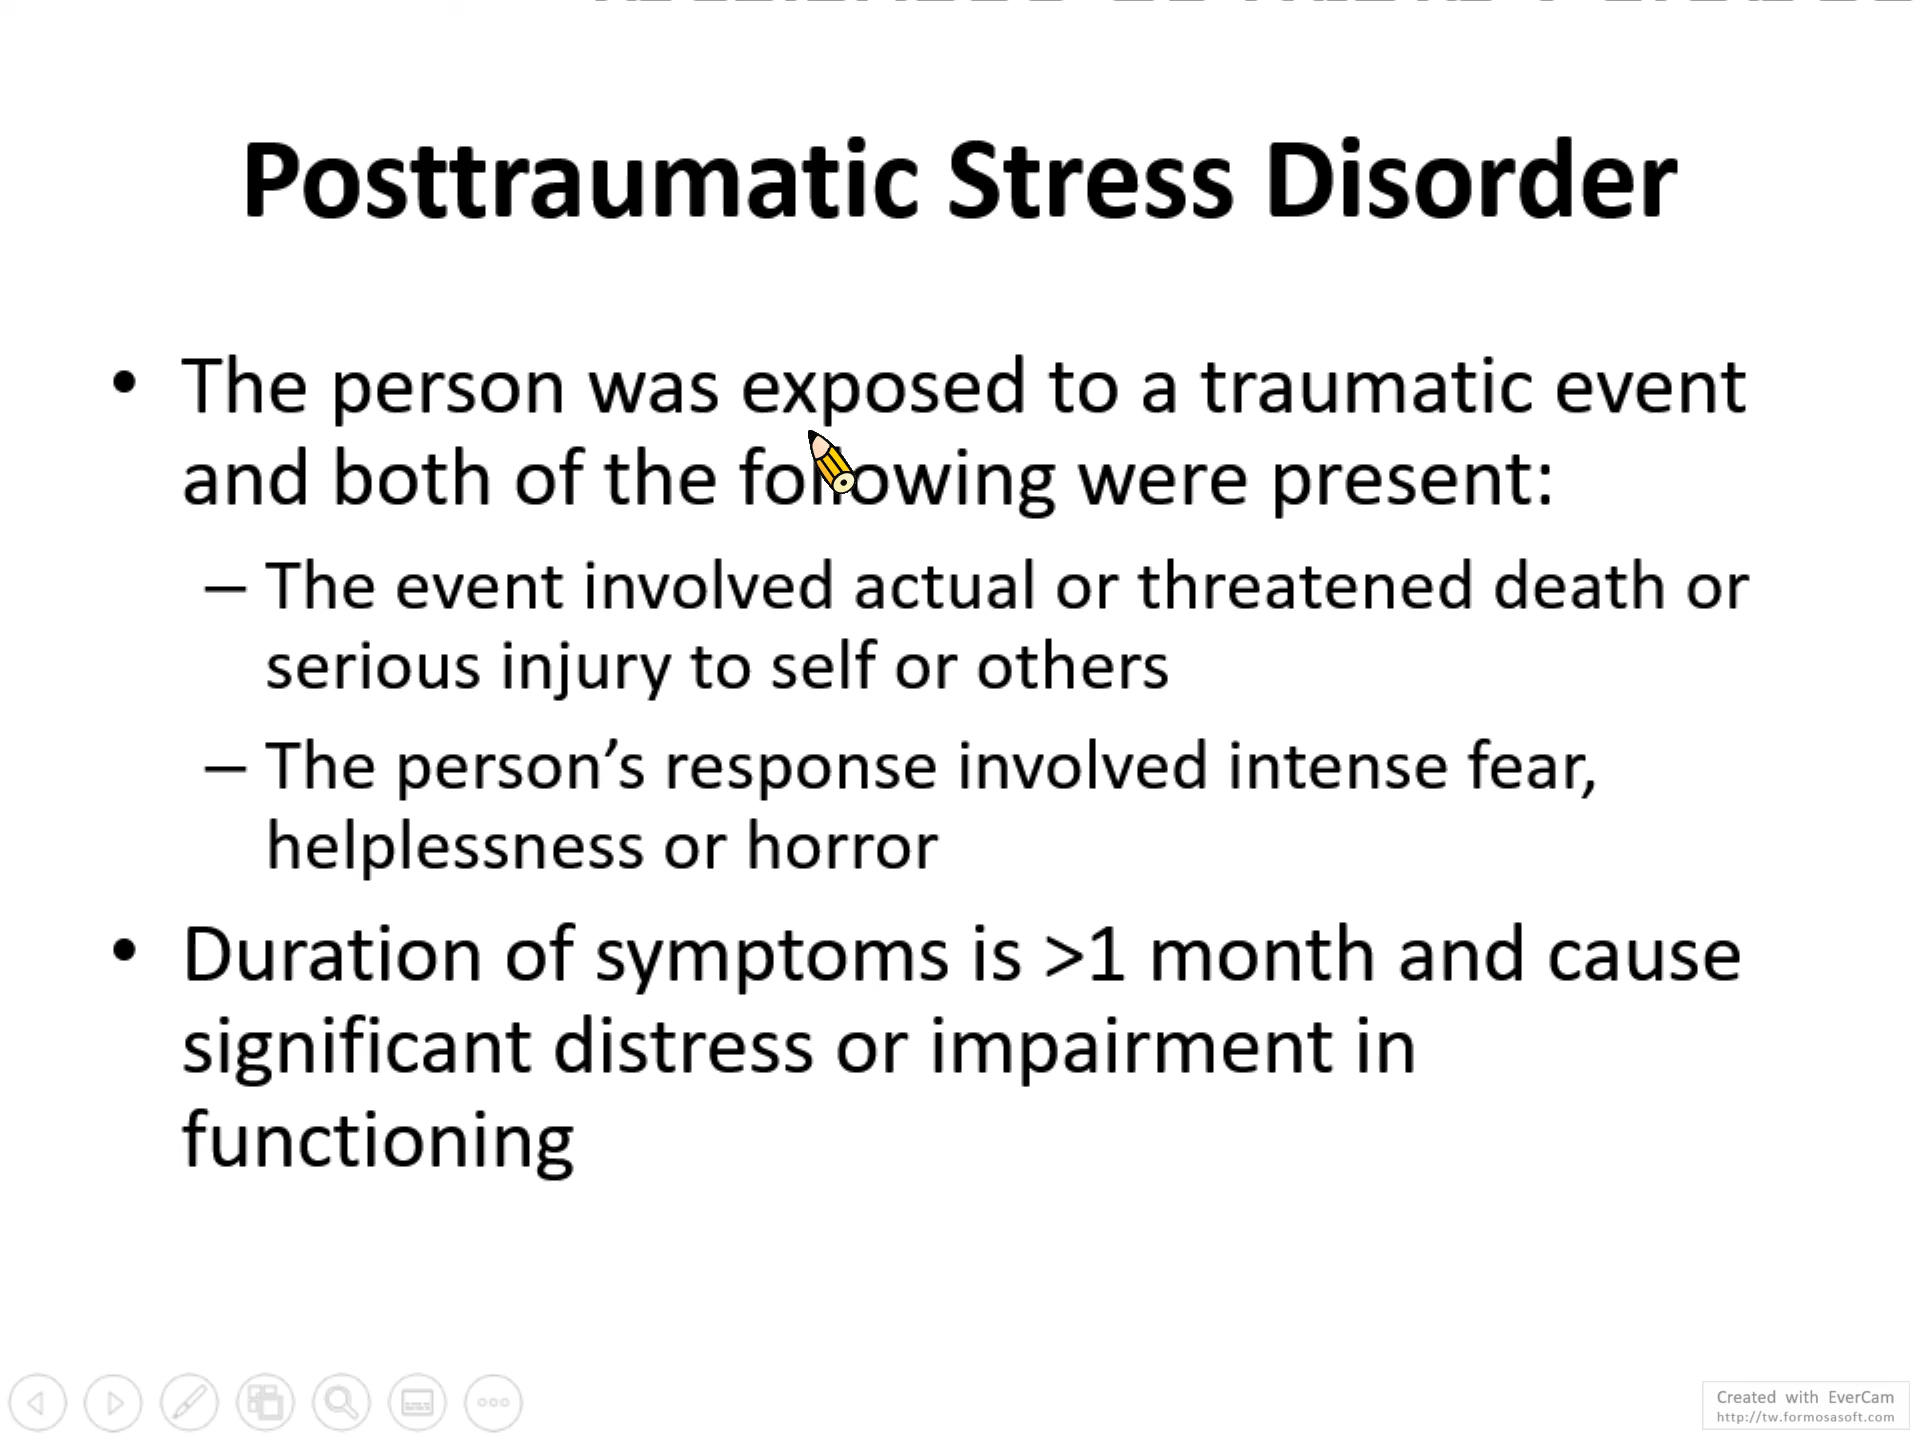 Posttraumatic Stress Disorder
• The person was exposed to a traumatic event
and both of the following were present:
– The event involved actual or threatened death or
serious injury to self or others
– The person’s response involved intense fear,
helplessness or horror
• Duration of symptoms is >1 month and cause
significant distress or impairment in
functioning
Created with EverCam
http://tw.formosasoft.com